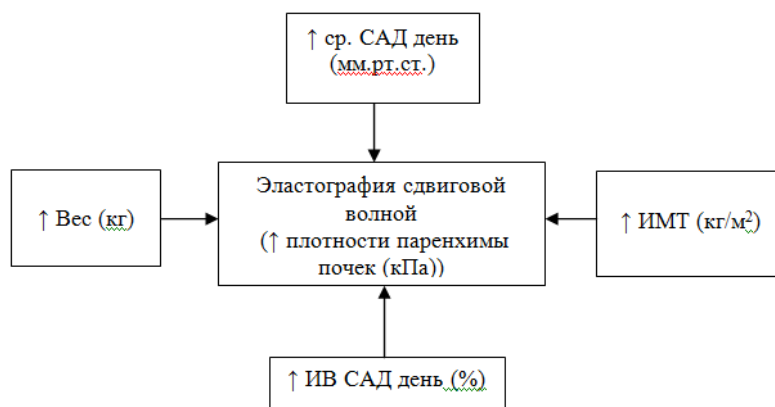 ↑ ср. САД день
(мм.рт.ст.)
Эластография сдвиговой
волной
(↑ плотности паренхимы
почек (кПа))
↑ Вес (кг)
↑ ИМТ (кг/м²)
↑ ИВ САД день (%)